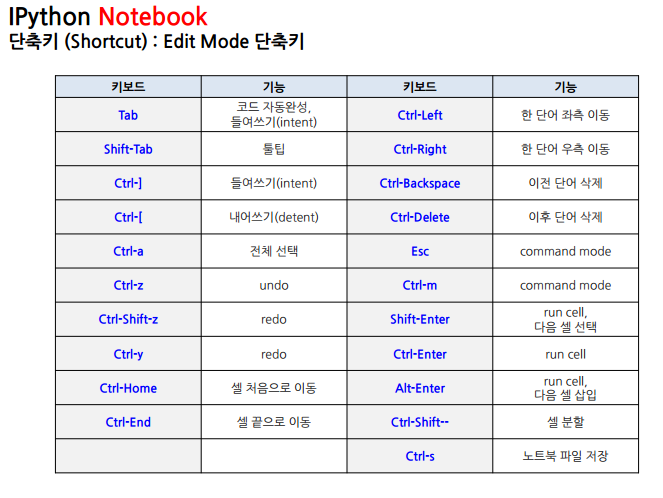 IPython Notebook
단축키 (Shortcut) : Edit Mode 단축키
키보드 기능 키보드 기능
Tab 코드 자동완성, 들여쓰기(intent) Ctrl-Left 한 단어 좌측 이동
Shift-Tab 툴팁 Ctrl-Right 한 단어 우측 이동
Ctrl-] 들여쓰기(intent) Ctrl-Backspace 이전 단어 삭제
Ctrl-[ 내어쓰기(detent) Ctrl-Delete 이후 단어 삭제
Ctrl-a 전체 선택 Esc command mode
Ctrl-z undo Ctrl-m command mode
Ctrl-Shift-z redo Shift-Enter run cell, 다음 셀 선택
Ctrl-y redo Ctrl-Enter run cell
Ctrl-Home 셀 처음으로 이동 Alt-Enter run cell, 다음 셀 삽입
Ctrl-End 셀 끝으로 이동 Ctrl-Shift-- 셀 분할
Ctrl-s 노트북 파일 저장